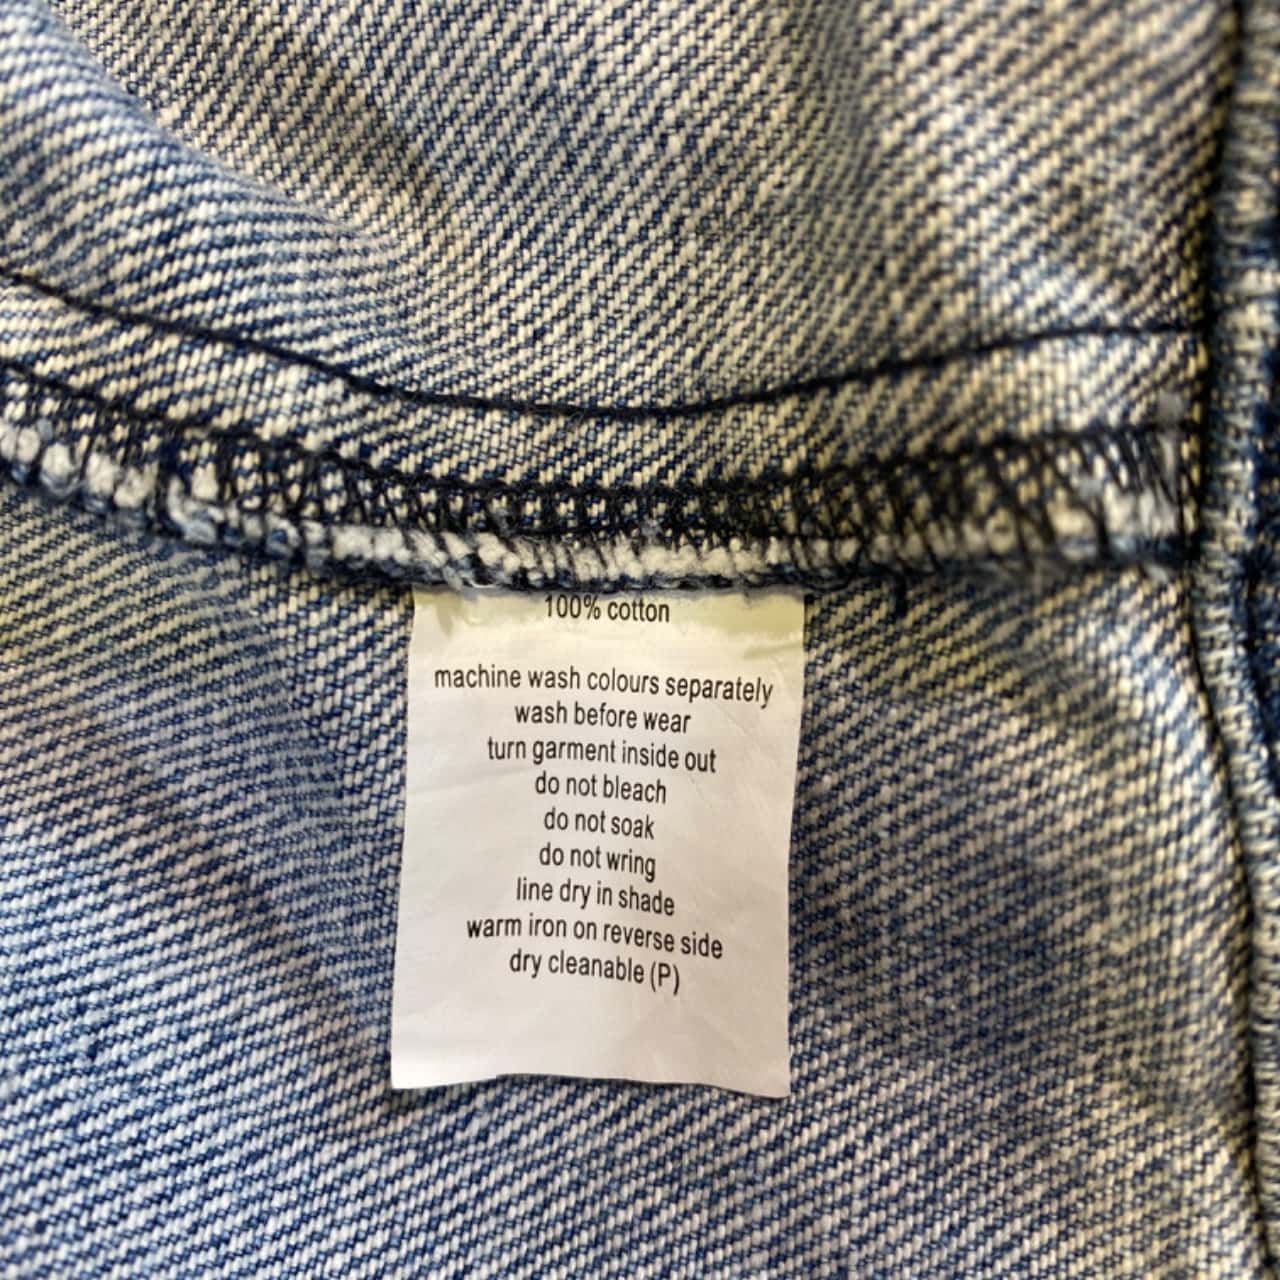 100% cotton
machine wash colours separately
wash before wear
turn garment inside out
do not bleach
do not soak
do not wring
line dry in shade
warm iron on reverse side
dry cleanable (P)